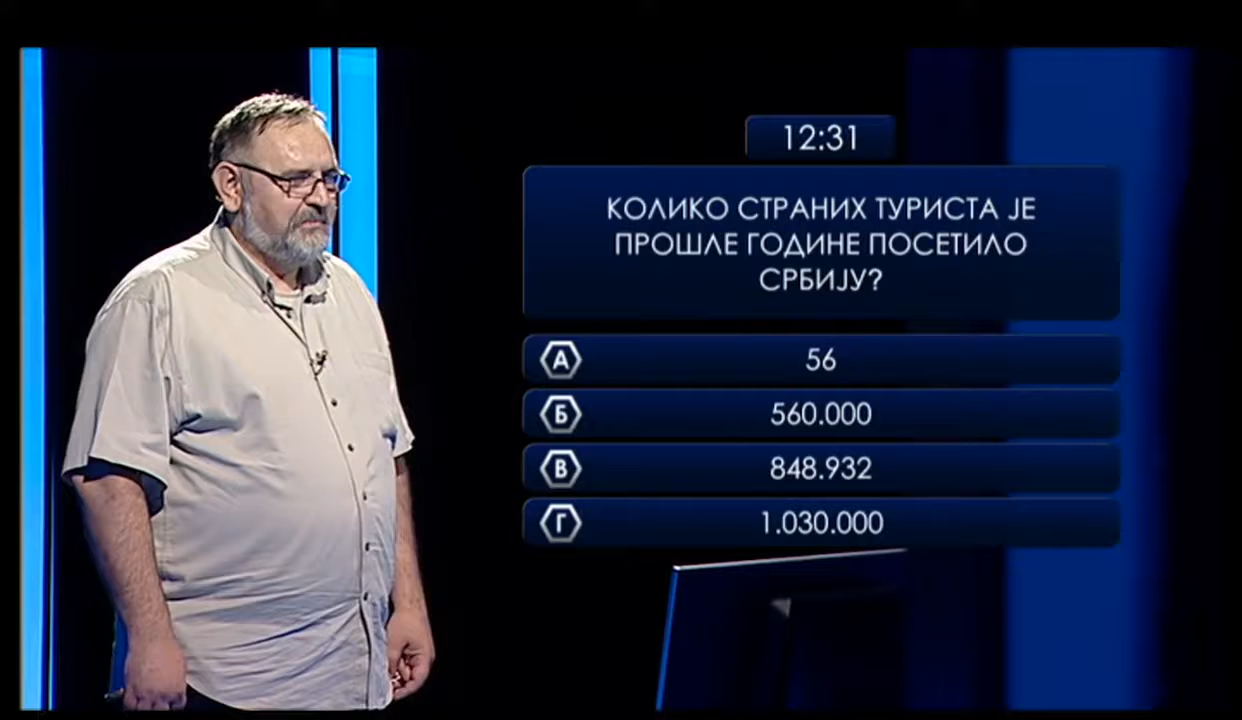 12:31
КОЛИКО СТРАНИХ ТУРИСТА ЈЕ
ПРОШЛЕ ГОДИНЕ ПОСЕТИЛО
СРБИЈУ?
А 56
Б 560.000
В 848.932
Г 1.030.000